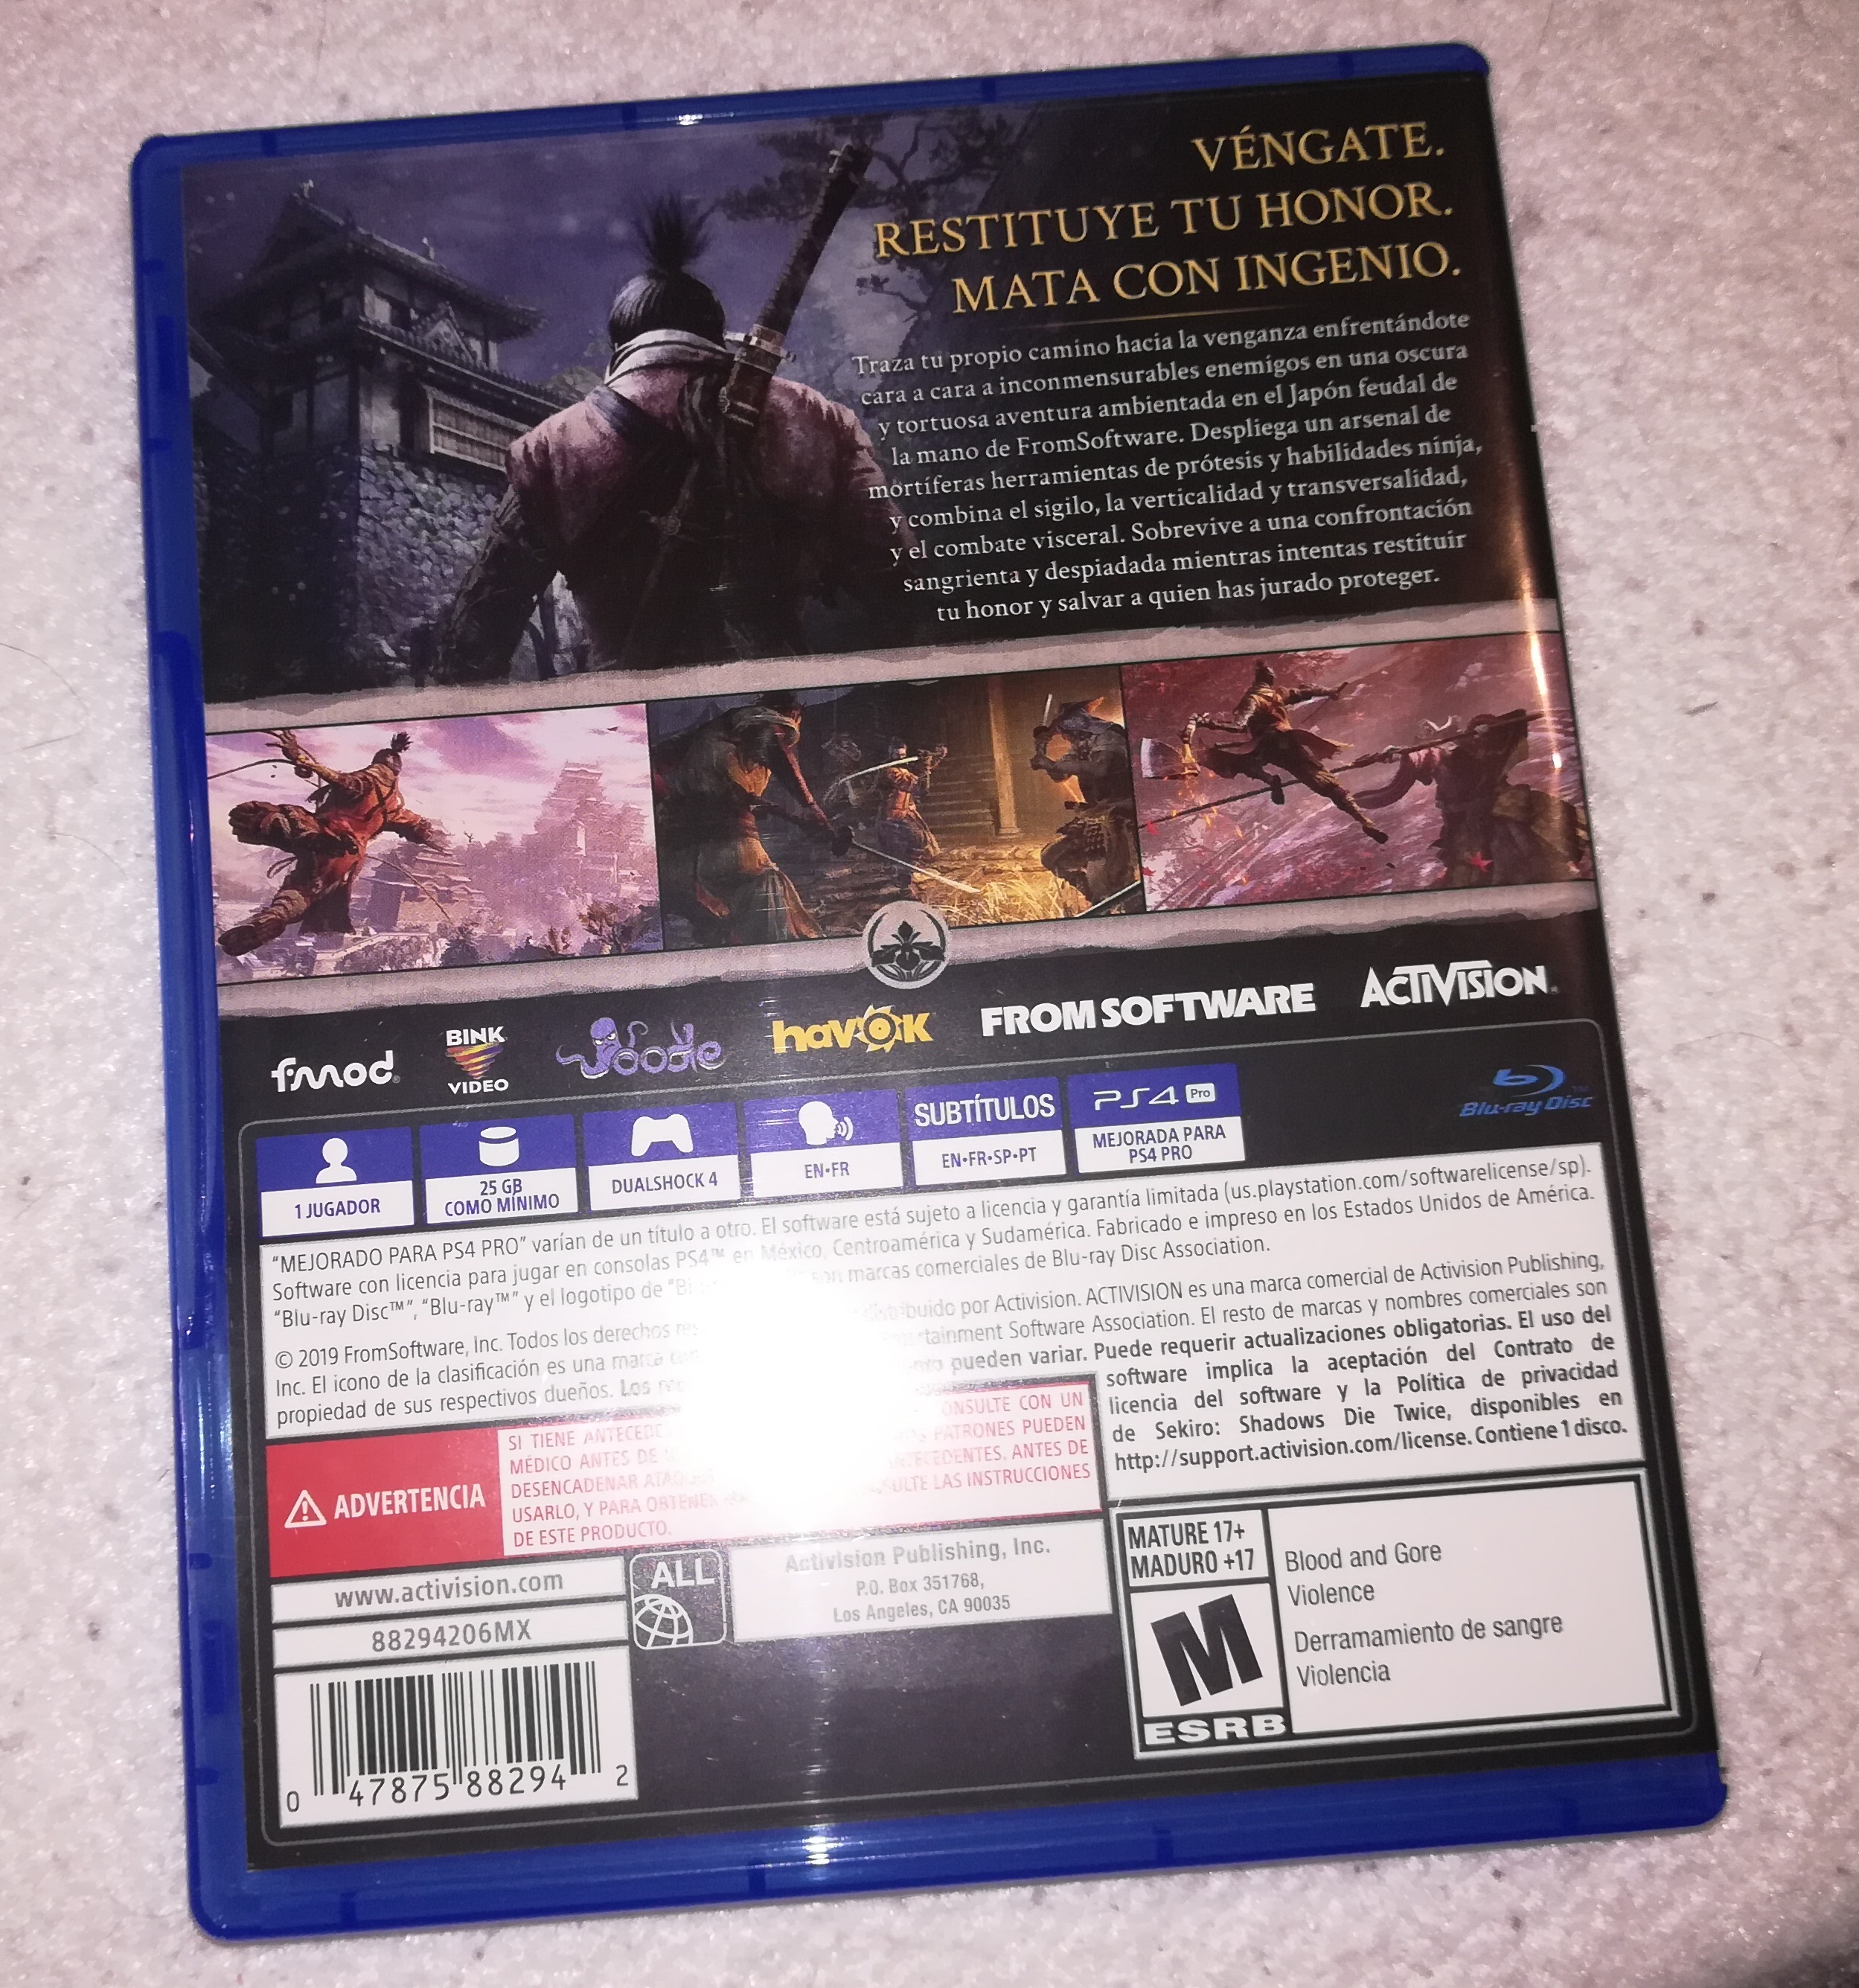 VÉNGATE.
RESTITUYE TU HONOR.
MATA CON INGENIO.
Traza tu propio camino hacia la venganza enfrentándote
cara a cara a inconmensurables enemigos en una oscura
y tortuosa aventura ambientada en el Japón feudal de
la mano de FromSoftware. Despliega un arsenal de
mortíferas herramientas de prótesis y habilidades ninja,
y combina el sigilo, la verticalidad y transversalidad,
y el combate visceral. Sobrevive a una confrontación
sangrienta y despiadada mientras intentas restituir
tu honor y salvar a quien has jurado proteger.
fmod
BINK VIDEO
oodle
havok
FROMSOFTWARE
ACTIVISION
1 JUGADOR
25 GB
COMO MÍNIMO
DUALSHOCK 4
EN•FR
SUBTÍTULOS
EN•FR•SP•PT
PS4 Pro
MEJORADA PARA
PS4 PRO
Blu-ray Disc
"MEJORADO PARA PS4 PRO" varían de un título a otro. El software está sujeto a licencia y garantía limitada (us.playstation.com/softwarelicense/sp).
Software con licencia para jugar en consolas PS4™ en México, Centroamérica y Sudamérica. Fabricado e impreso en los Estados Unidos de América.
"Blu-ray Disc™", "Blu-ray™" y el logotipo de son marcas comerciales de Blu-ray Disc Association.
© 2019 FromSoftware, Inc. Todos los derechos distribuido por Activision. ACTIVISION es una marca comercial de Activision Publishing,
Inc. El icono de la clasificación es una marca Software Association. El resto de marcas y nombres comerciales son
propiedad de sus respectivos dueños. Los pueden variar. Puede requerir actualizaciones obligatorias. El uso del
software implica la aceptación del Contrato de
licencia del software y la Política de privacidad
de Sekiro: Shadows Die Twice, disponibles en
http://support.activision.com/license. Contiene 1 disco.
ADVERTENCIA
SI TIENE CONSULTE CON UN
MÉDICO ANTES DE PATRONES PUEDEN
DESENCADENAR ANTES DE
USARLO, Y PARA LAS INSTRUCCIONES
DE ESTE PRODUCTO.
www.activision.com
88294206MX
ALL
Activision Publishing, Inc.
P.O. Box 351768,
Los Angeles, CA 90035
0 47875 88294 2
MATURE 17+
MADURO +17
M
ESRB
Blood and Gore
Violence
Derramamiento de sangre
Violencia